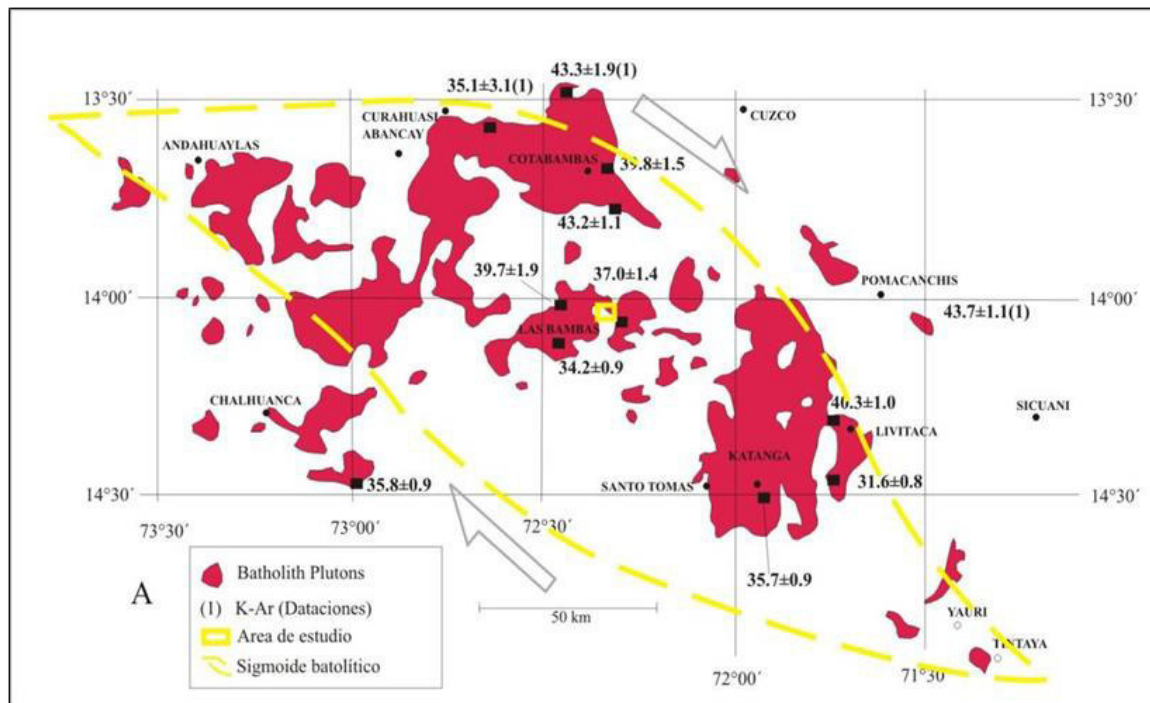 43.3±1.9(1)
35.1±3.1(1)
13°30´
13°30´
CURAHUASI
CUZCO
ABANCAY
ANDAHUAYLAS
COTABAMBAS
39.8±1.5
43.2±1.1
39.7±1.9
37.0±1.4
POMACANCHIS
14°00´
14°00´
43.7±1.1(1)
LAS BAMBAS
34.2±0.9
CHALHUANCA
40.3±1.0
SICUANI
LIVITACA
KATANGA
35.8±0.9
SANTO TOMAS
31.6±0.8
14°30´
14°30´
73°30´
73°00´
72°30´
A
Batholith Plutons
(1) K-Ar (Dataciones)
Area de estudio
Sigmoide batolítico
35.7±0.9
50 km
YAURI
TINTAYA
72°00´
71°30´